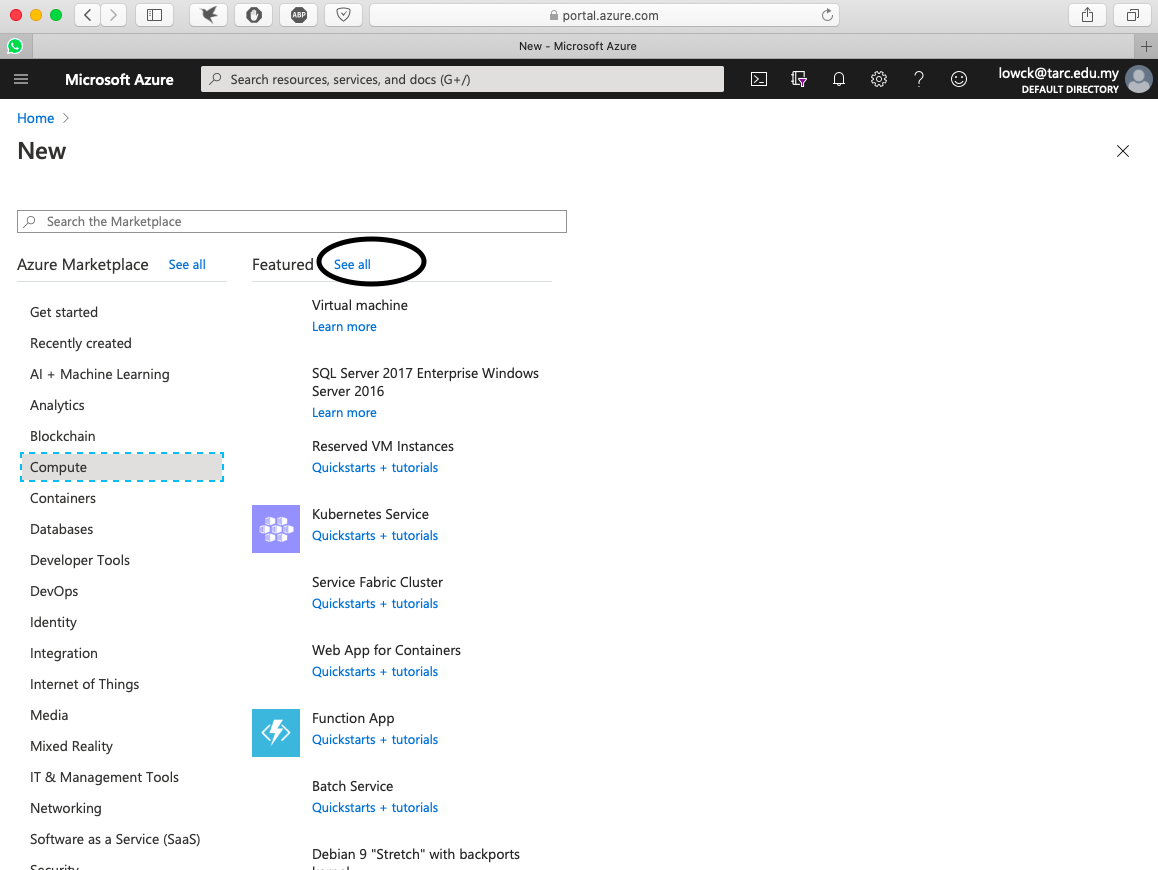 portal.azure.com
New - Microsoft Azure
Microsoft Azure
Search resources, services, and docs (G+/)
lowck@tarc.edu.my
DEFAULT DIRECTORY
Home
New
Search the Marketplace
Azure Marketplace See all
Get started
Recently created
AI + Machine Learning
Analytics
Blockchain
Compute
Containers
Databases
Developer Tools
DevOps
Identity
Integration
Internet of Things
Media
Mixed Reality
IT & Management Tools
Networking
Software as a Service (SaaS)
Security
Featured See all
Virtual machine
Learn more
SQL Server 2017 Enterprise Windows
Server 2016
Learn more
Reserved VM Instances
Quickstarts + tutorials
Kubernetes Service
Quickstarts + tutorials
Service Fabric Cluster
Quickstarts + tutorials
Web App for Containers
Quickstarts + tutorials
Function App
Quickstarts + tutorials
Batch Service
Quickstarts + tutorials
Debian 9 "Stretch" with backports
kernel
ABP